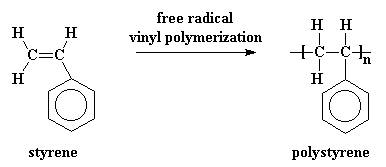 free radical
vinyl polymerization
H H
C=C
H
H H
C C
n
H
styrene
polystyrene